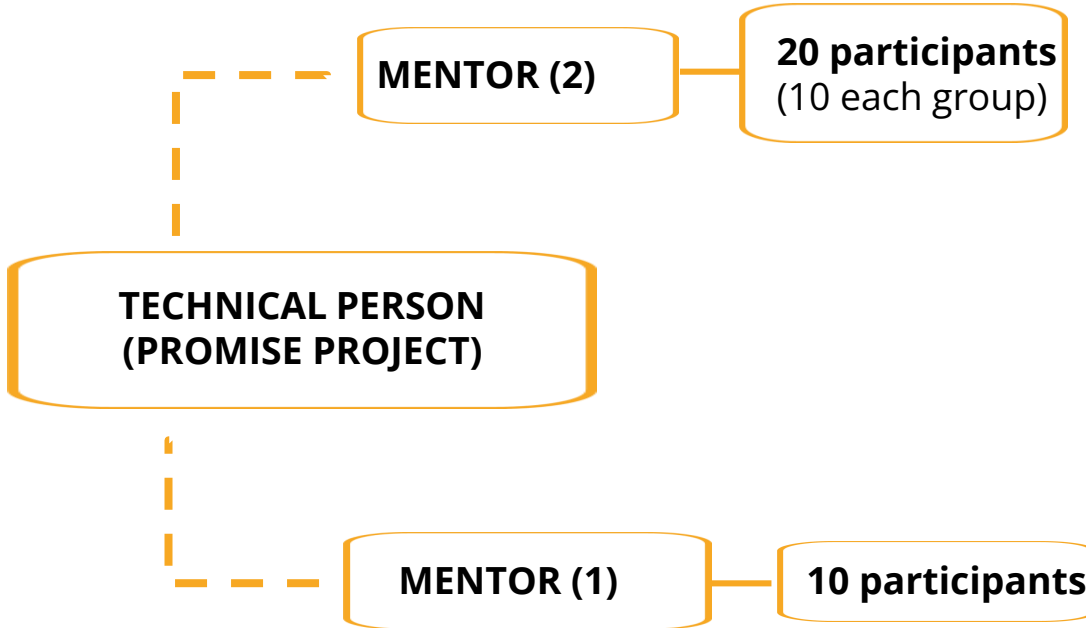 MENTOR (2)
20 participants
(10 each group)
TECHNICAL PERSON
(PROMISE PROJECT)
MENTOR (1)
10 participants